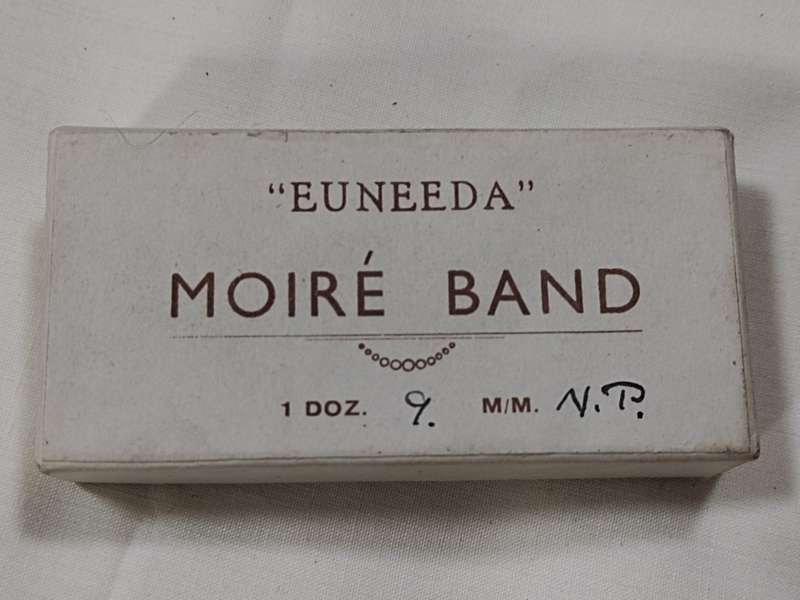 “EUNEEDA”
MOIRÉ BAND
1 DOZ. 9. M/M. N.P.